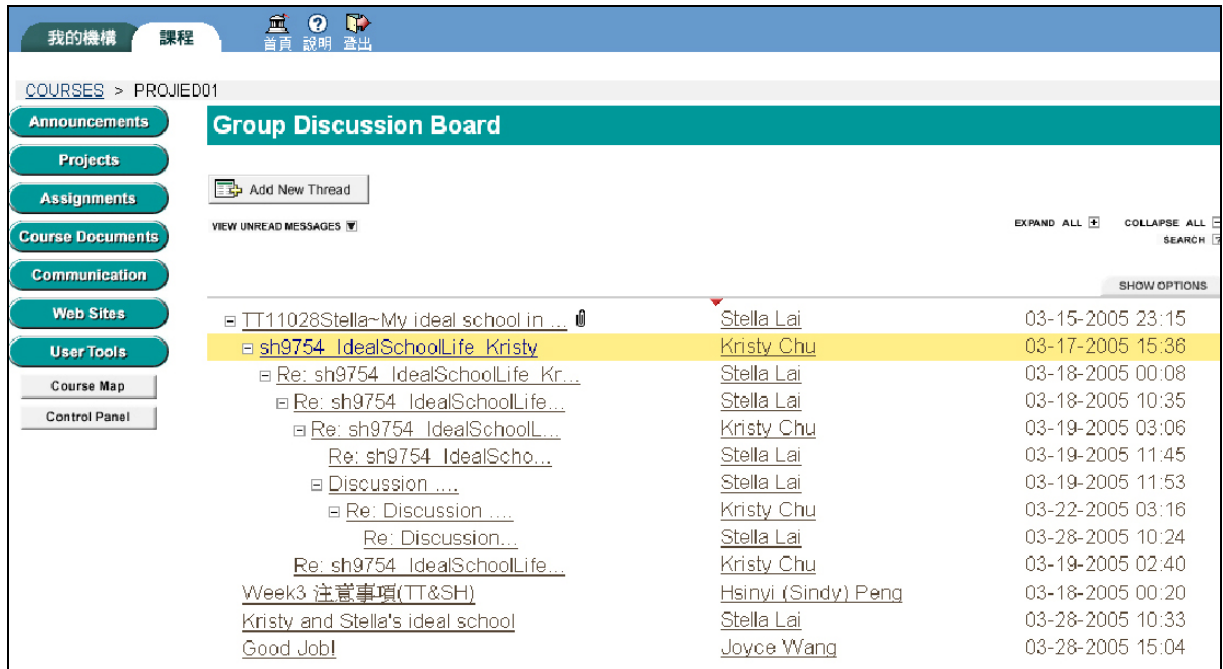 我的機構 課程 首頁 說明 登出
COURSES > PROJIED01
Announcements
Projects
Assignments
Course Documents
Communication
Web Sites
User Tools
Course Map
Control Panel
Group Discussion Board
Add New Thread
VIEW UNREAD MESSAGES
EXPAND ALL COLLAPSE ALL
SEARCH
SHOW OPTIONS
TT11028Stella~My ideal school in ... Stella Lai 03-15-2005 23:15
sh9754_IdealSchoolLife_Kristy Kristy Chu 03-17-2005 15:36
Re: sh9754_IdealSchoolLife_Kr... Stella Lai 03-18-2005 00:08
Re: sh9754_IdealSchoolLife... Stella Lai 03-18-2005 10:35
Re: sh9754_IdealSchoolL... Kristy Chu 03-19-2005 03:06
Re: sh9754_IdealScho... Stella Lai 03-19-2005 11:45
Discussion .... Stella Lai 03-19-2005 11:53
Re: Discussion .... Kristy Chu 03-22-2005 03:16
Re: Discussion... Stella Lai 03-28-2005 10:24
Re: sh9754_IdealSchoolLife... Kristy Chu 03-19-2005 02:40
Week3 注意事項(TT&SH) Hsinyi (Sindy) Peng 03-18-2005 00:20
Kristy and Stella's ideal school Stella Lai 03-28-2005 10:33
Good Job! Joyce Wang 03-28-2005 15:04